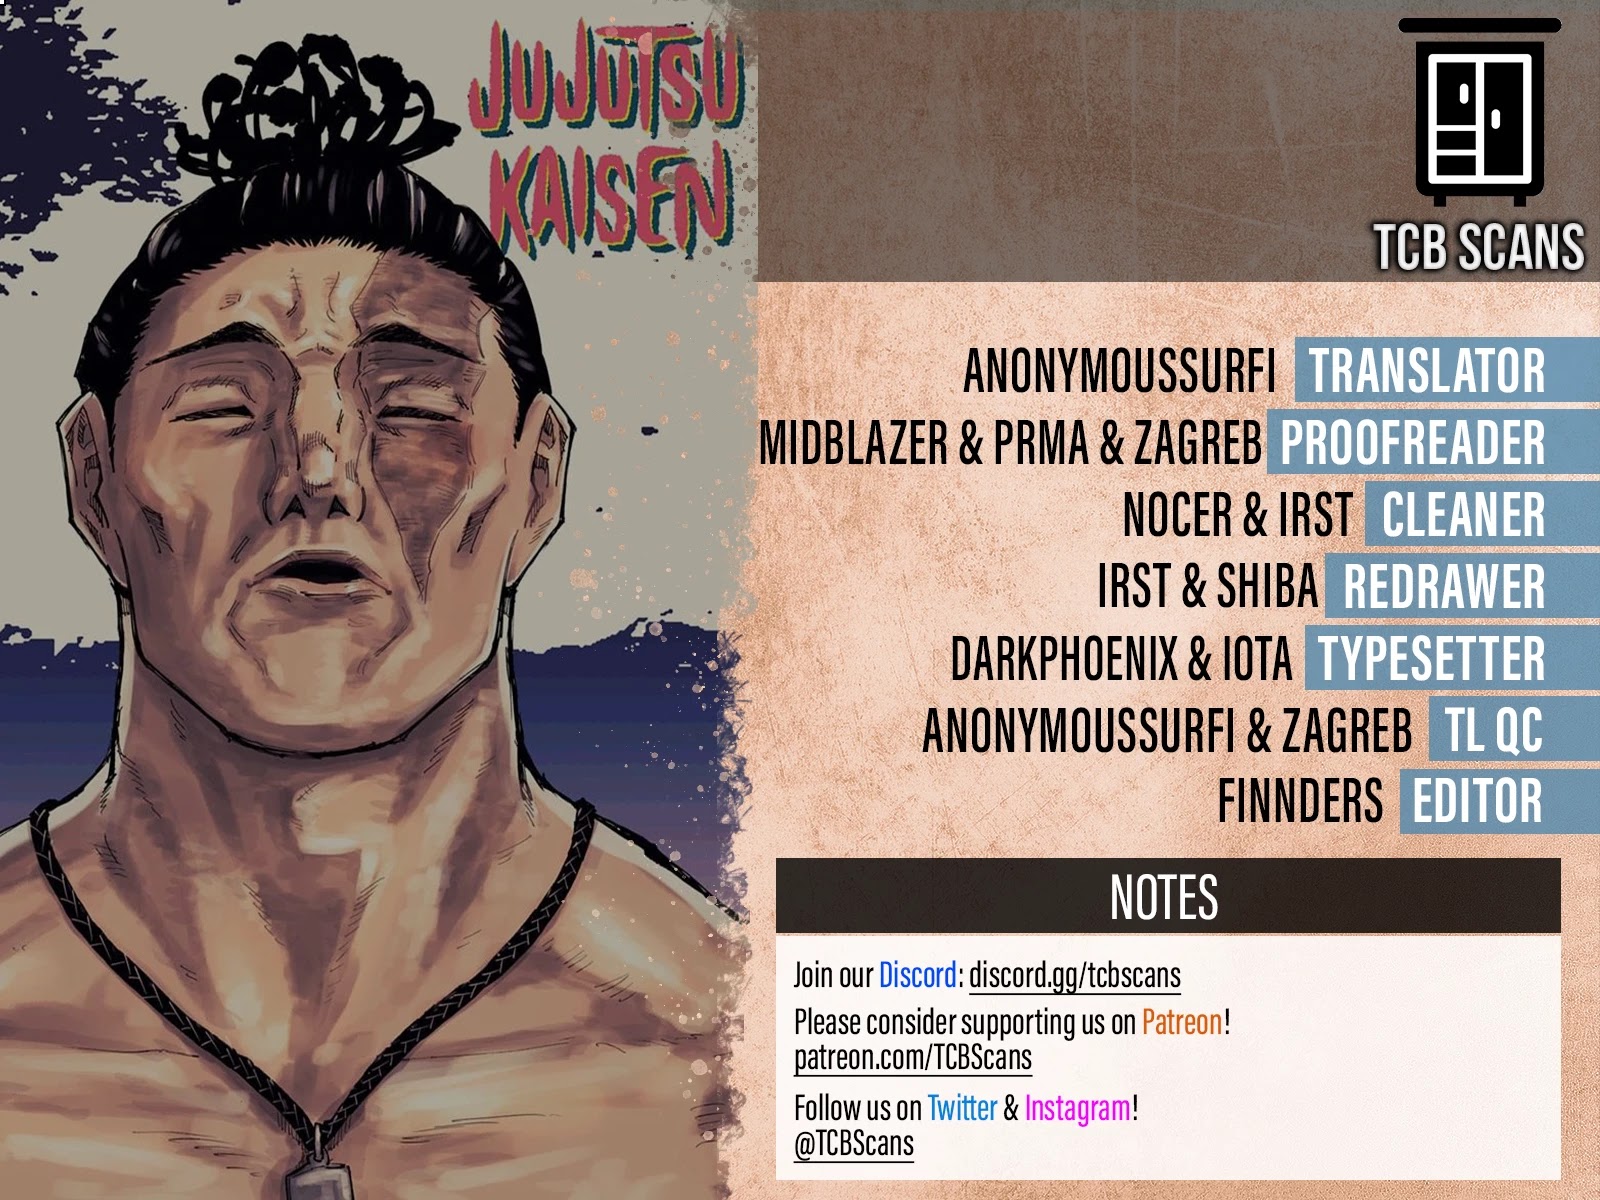 JUJUTSU
KAISEN
TCB SCANS
ANONYMOUSSURFI TRANSLATOR
MIDBLAZER & PRMA & ZAGREB PROOFREADER
NOCER & IRST CLEANER
IRST & SHIBA REDRAWER
DARKPHOENIX & IOTA TYPESETTER
ANONYMOUSSURFI & ZAGREB TL QC
FINNDERS EDITOR
NOTES
Join our Discord: discord.gg/tcbscans
Please consider supporting us on Patreon!
patreon.com/TCBScans
Follow us on Twitter & Instagram!
@TCBScans